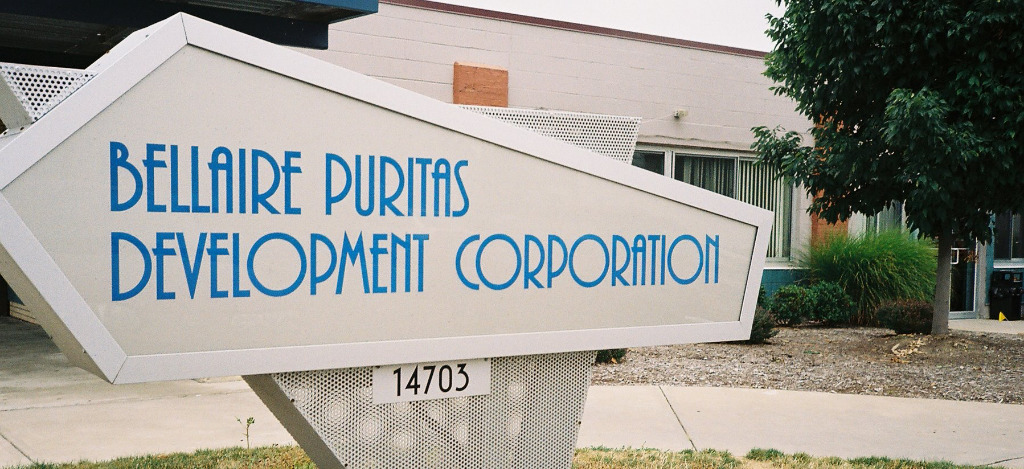 BELLAIRE PURITAS
DEVELOPMENT CORPORATION
14703